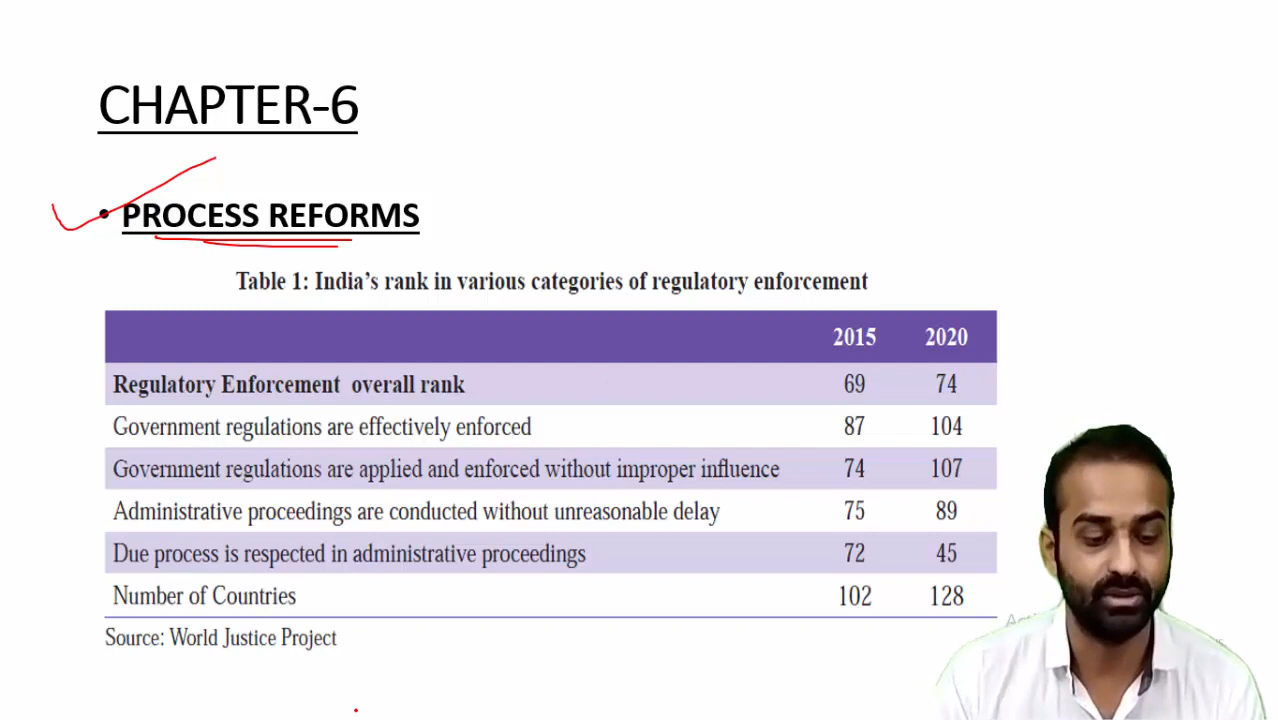 CHAPTER-6
• PROCESS REFORMS
Table 1: India's rank in various categories of regulatory enforcement
2015 2020
Regulatory Enforcement overall rank 69 74
Government regulations are effectively enforced 87 104
Government regulations are applied and enforced without improper influence 74 107
Administrative proceedings are conducted without unreasonable delay 75 89
Due process is respected in administrative proceedings 72 45
Number of Countries 102 128
Source: World Justice Project